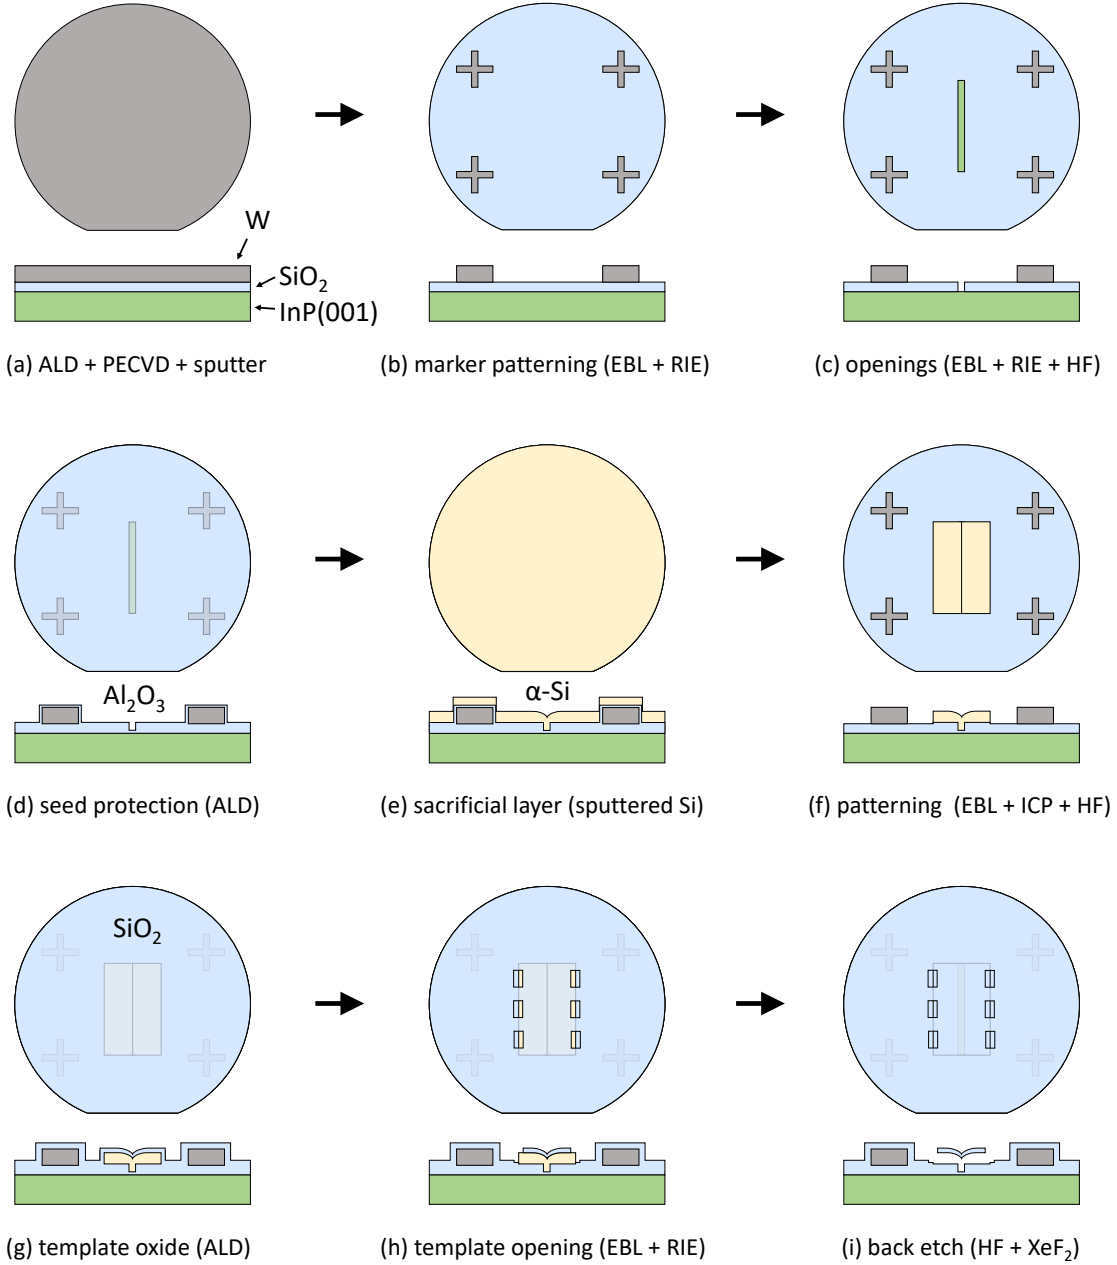 W
SiO₂
InP(001)
(a) ALD + PECVD + sputter
(b) marker patterning (EBL + RIE)
(c) openings (EBL + RIE + HF)
Al₂O₃
α-Si
(d) seed protection (ALD)
(e) sacrificial layer (sputtered Si)
(f) patterning (EBL + ICP + HF)
SiO₂
(g) template oxide (ALD)
(h) template opening (EBL + RIE)
(i) back etch (HF + XeF₂)